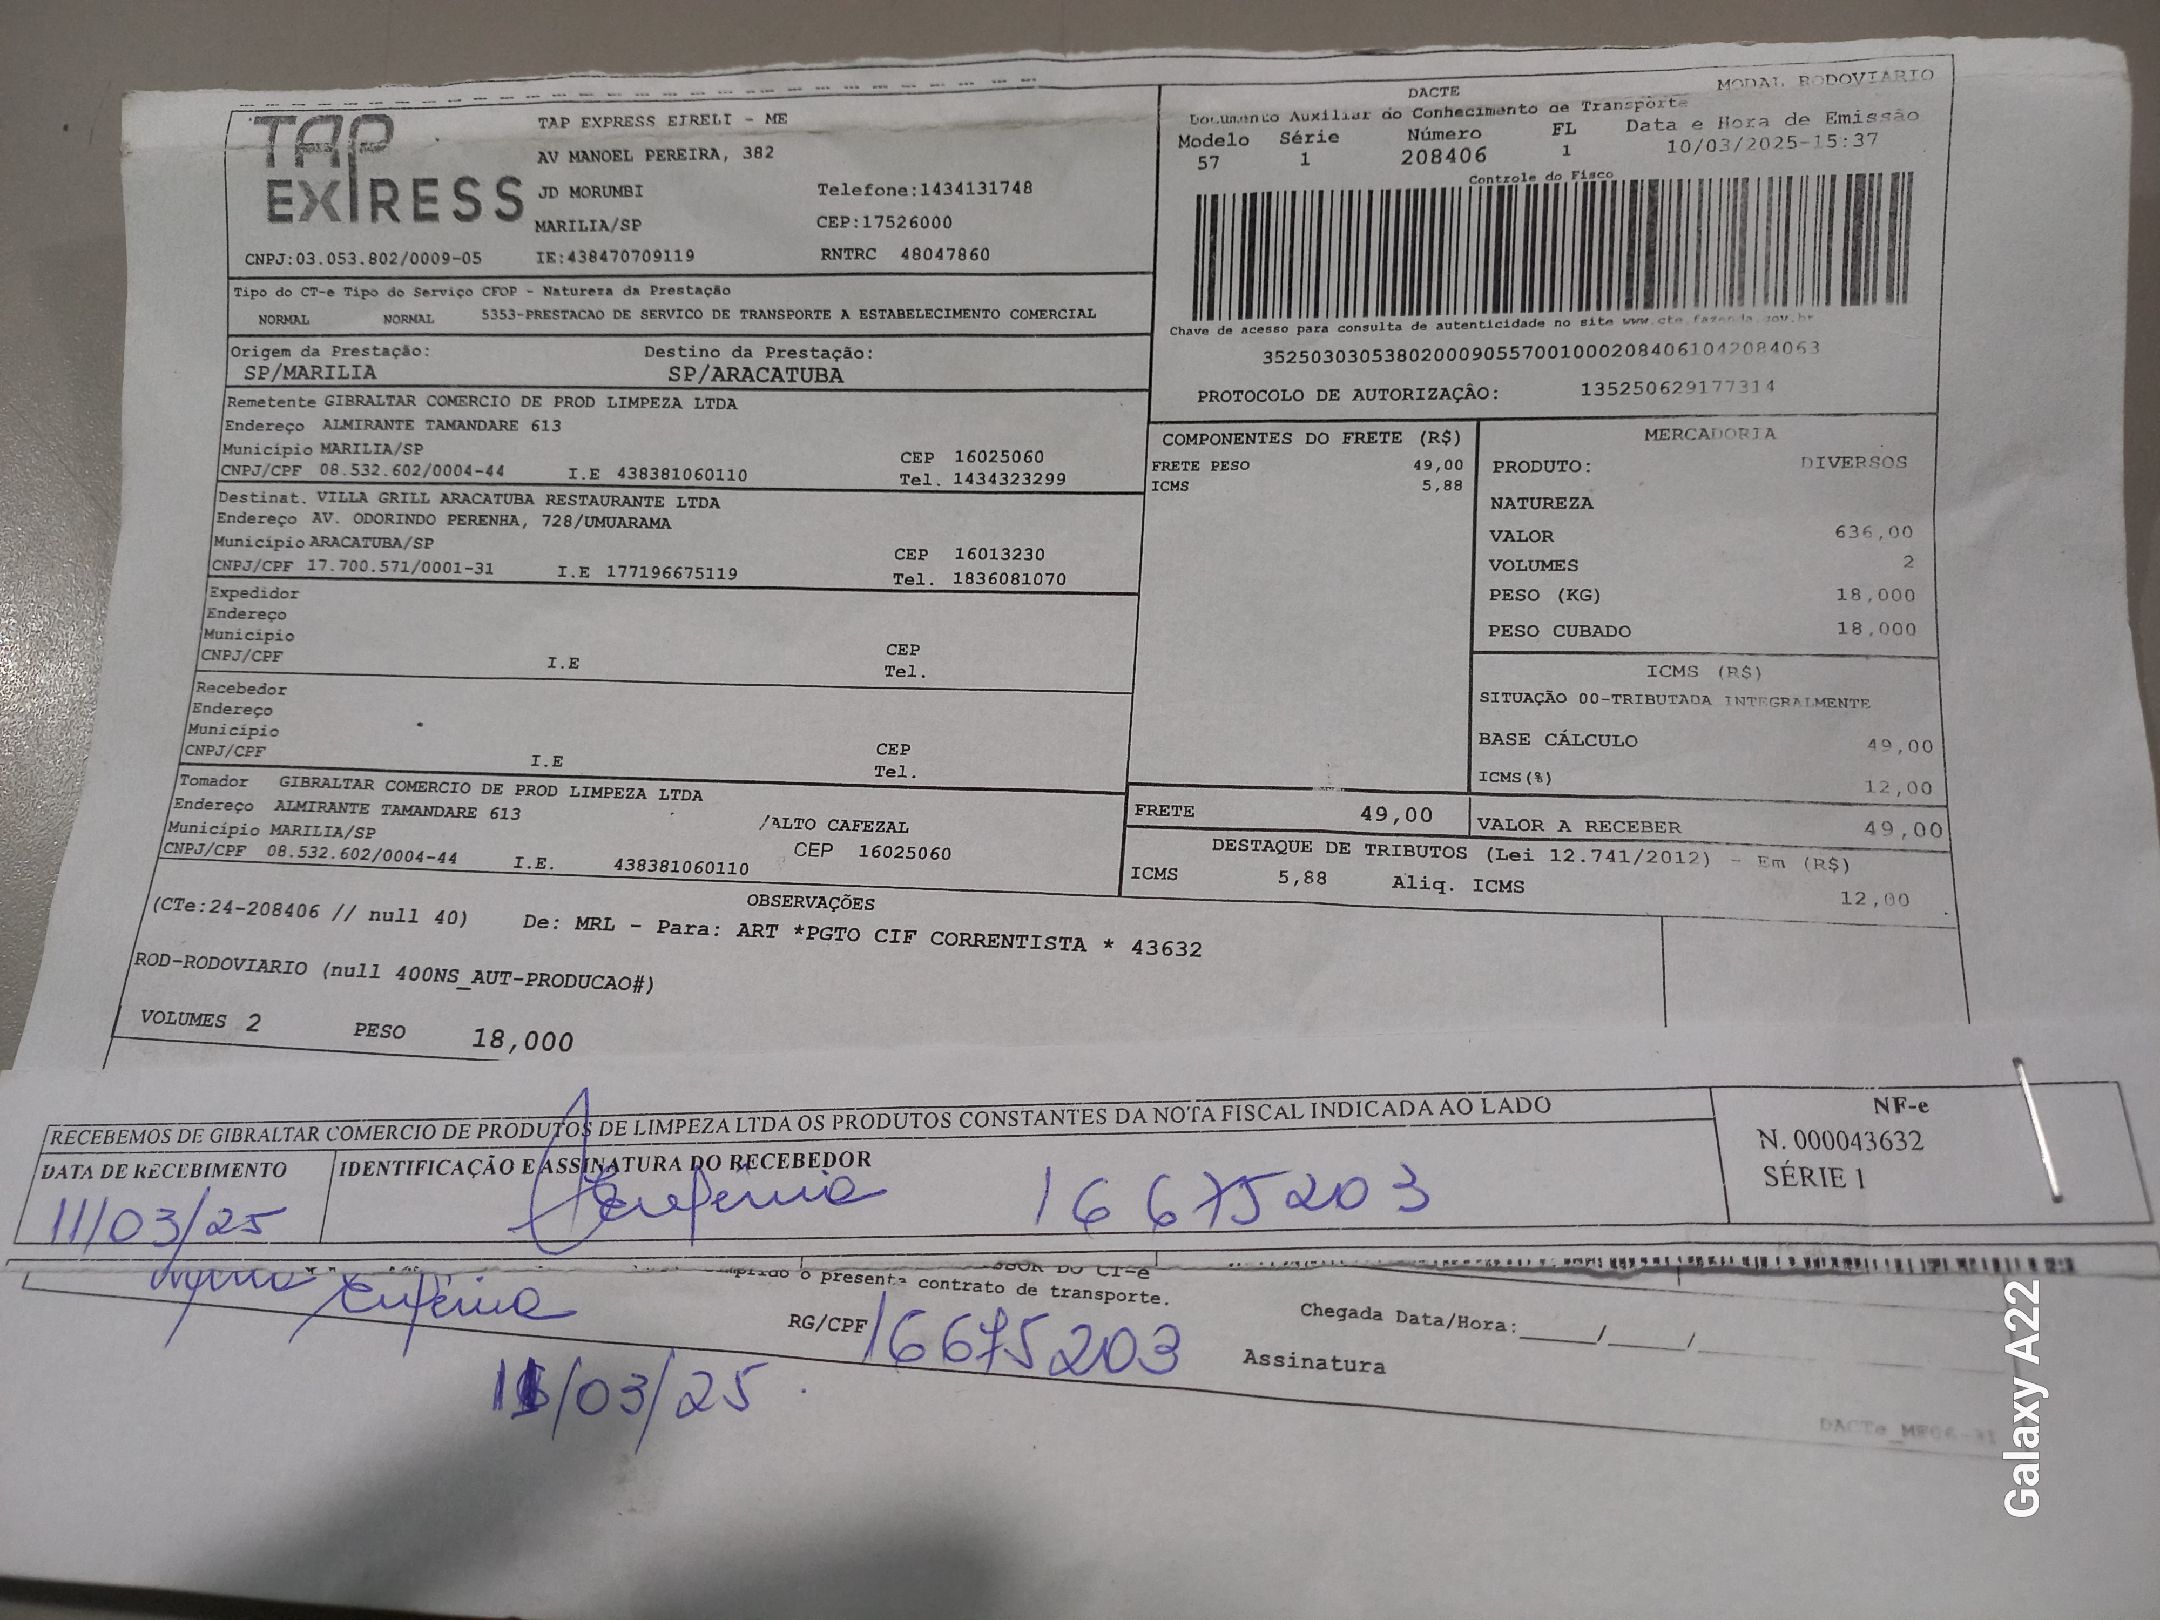 TAP EXPRESS
TAP EXPRESS EIRELI - ME
AV MANOEL PEREIRA, 382
JD MORUMBI Telefone:1434131748
MARILIA/SP CEP:17526000
CNPJ:03.053.802/0009-05 IE:438470709119 RNTRC 48047860
DACTE MODAL RODOVIARIO
Documento Auxiliar do Conhecimento de Transporte
Modelo Série Número FL Data e Hora de Emissão
57 1 208406 1 10/03/2025-15:37
Controle do Fisco
Chave de acesso para consulta de autenticidade no site www.cte.fazenda.gov.br
35250303053802000905570010002084061042084063
PROTOCOLO DE AUTORIZAÇÂO: 135250629177314
Tipo do CT-e Tipo do Serviço CFOP - Natureza da Prestação
NORMAL NORMAL 5353-PRESTACAO DE SERVICO DE TRANSPORTE A ESTABELECIMENTO COMERCIAL
Origem da Prestação: Destino da Prestação:
SP/MARILIA SP/ARACATUBA
Remetente GIBRALTAR COMERCIO DE PROD LIMPEZA LTDA
Endereço ALMIRANTE TAMANDARE 613
Município MARILIA/SP CEP 16025060
CNPJ/CPF 08.532.602/0004-44 I.E 438381060110 Tel. 1434323299
Destinat. VILLA GRILL ARACATUBA RESTAURANTE LTDA
Endereço AV. ODORINDO PERENHA, 728/UMUARAMA
Município ARACATUBA/SP CEP 16013230
CNPJ/CPF 17.700.571/0001-31 I.E 177196675119 Tel. 1836081070
Expedidor
Endereço
Município CEP
CNPJ/CPF I.E Tel.
Recebedor
Endereço
Município CEP
CNPJ/CPF I.E Tel.
Tomador GIBRALTAR COMERCIO DE PROD LIMPEZA LTDA
Endereço ALMIRANTE TAMANDARE 613 /ALTO CAFEZAL
Município MARILIA/SP CEP 16025060
CNPJ/CPF 08.532.602/0004-44 I.E. 438381060110
COMPONENTES DO FRETE (R$)
FRETE PESO 49,00
ICMS 5,88
MERCADORIA
PRODUTO: DIVERSOS
NATUREZA
VALOR 636,00
VOLUMES 2
PESO (KG) 18,000
PESO CUBADO 18,000
ICMS (R$)
SITUAÇÃO 00-TRIBUTADA INTEGRALMENTE
BASE CÁLCULO 49,00
ICMS(%) 12,00
FRETE 49,00 VALOR A RECEBER 49,00
DESTAQUE DE TRIBUTOS (Lei 12.741/2012) - Em (R$)
ICMS 5,88 Aliq. ICMS 12,00
OBSERVAÇÕES
(CTe:24-208406 // null 40) De: MRL - Para: ART *PGTO CIF CORRENTISTA * 43632
ROD-RODOVIARIO (null 400NS_AUT-PRODUCAO#)
VOLUMES 2 PESO 18,000
RECEBEMOS DE GIBRALTAR COMERCIO DE PRODUTOS DE LIMPEZA LTDA OS PRODUTOS CONSTANTES DA NOTA FISCAL INDICADA AO LADO
DATA DE RECEBIMENTO IDENTIFICAÇÃO E ASSINATURA DO RECEBEDOR
11/03/25 16675203
NF-e
N. 000043632
SÉRIE 1
DO CT-e
o presente contrato de transporte.
RG/CPF 16675203 Chegada Data/Hora:_____/_____/
Assinatura
11/03/25
Galaxy A22